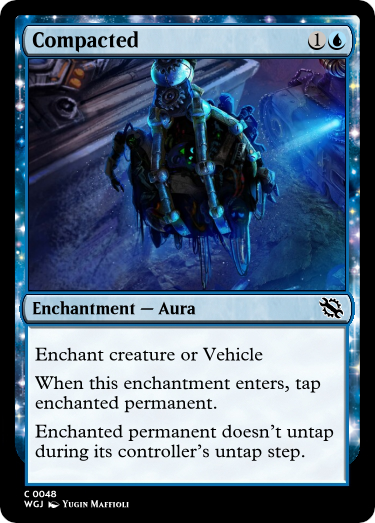 Compacted 1
Enchantment — Aura
Enchant creature or Vehicle
When this enchantment enters, tap
enchanted permanent.
Enchanted permanent doesn't untap
during its controller's untap step.
C 0048
WGJ Yugin Maffioli